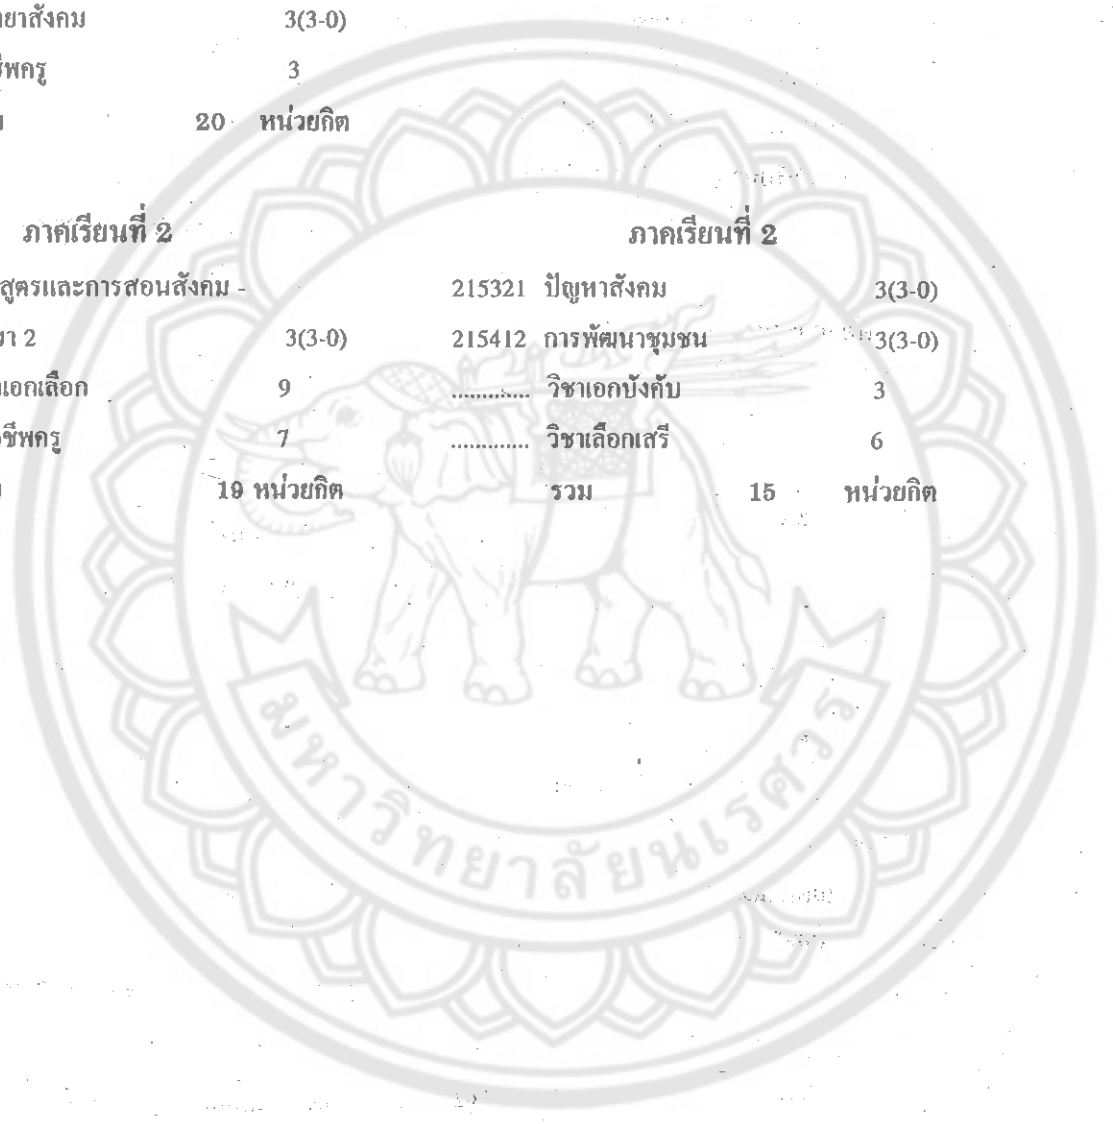 ยาสังคม 3(3-0)
ชีพครู 3
20 หน่วยกิต
ภาคเรียนที่ 2
สูตรและการสอนสังคม -
ษา 2 3(3-0)
เอกเลือก 9
ชีพครู 7
19 หน่วยกิต
ภาคเรียนที่ 2
215321 ปัญหาสังคม 3(3-0)
215412 การพัฒนาชุมชน 3(3-0)
............. วิชาเอกบังคับ 3
............. วิชาเลือกเสรี 6
รวม 15 หน่วยกิต
มหาวิทยาลัยนเรศวร